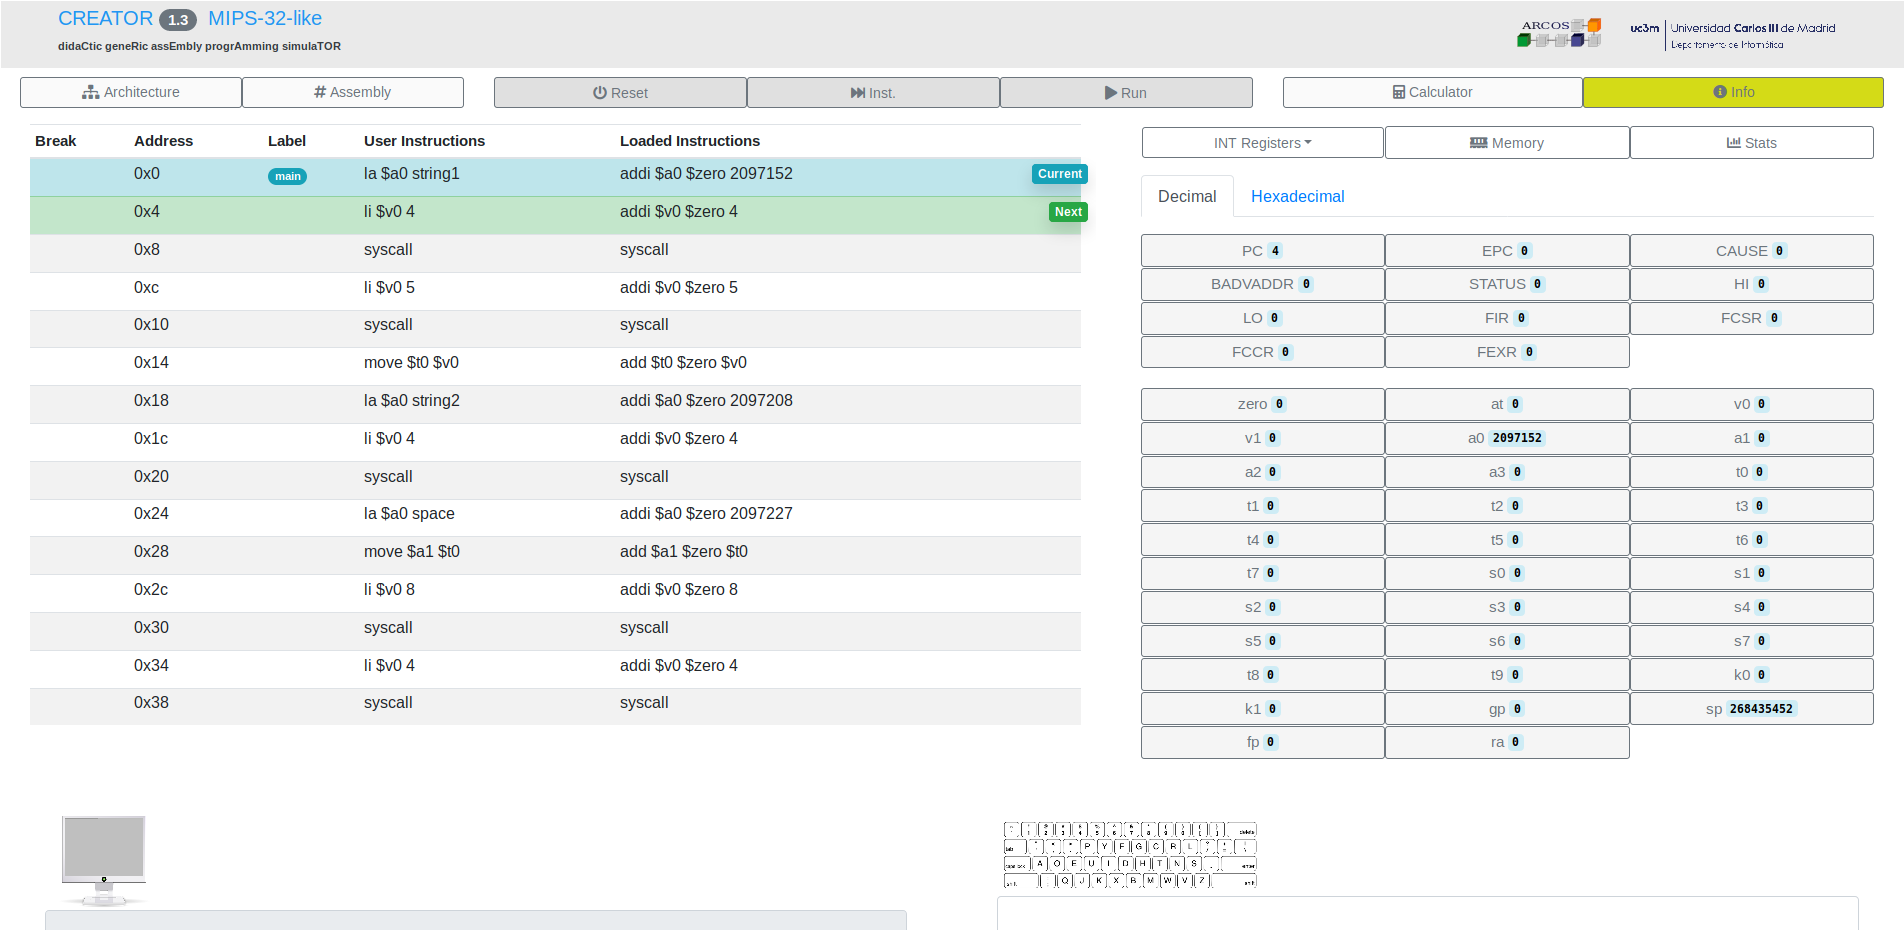 CREATOR 1.3 MIPS-32-like
didaCtic geneRic assEmbly progrAmming simulaTOR
ARCOS
uc3m Universidad Carlos III de Madrid
Departamento de Informática
Architecture # Assembly Reset Inst. Run Calculator Info
Break Address Label User Instructions Loaded Instructions
0x0 main la $a0 string1 addi $a0 $zero 2097152 Current
0x4 li $v0 4 addi $v0 $zero 4 Next
0x8 syscall syscall
0xc li $v0 5 addi $v0 $zero 5
0x10 syscall syscall
0x14 move $t0 $v0 add $t0 $zero $v0
0x18 la $a0 string2 addi $a0 $zero 2097208
0x1c li $v0 4 addi $v0 $zero 4
0x20 syscall syscall
0x24 la $a0 space addi $a0 $zero 2097227
0x28 move $a1 $t0 add $a1 $zero $t0
0x2c li $v0 8 addi $v0 $zero 8
0x30 syscall syscall
0x34 li $v0 4 addi $v0 $zero 4
0x38 syscall syscall
INT Registers Memory Stats
Decimal Hexadecimal
PC 4 EPC 0 CAUSE 0
BADVADDR 0 STATUS 0 HI 0
LO 0 FIR 0 FCSR 0
FCCR 0 FEXR 0
zero 0 at 0 v0 0
v1 0 a0 2097152 a1 0
a2 0 a3 0 t0 0
t1 0 t2 0 t3 0
t4 0 t5 0 t6 0
t7 0 s0 0 s1 0
s2 0 s3 0 s4 0
s5 0 s6 0 s7 0
t8 0 t9 0 k0 0
k1 0 gp 0 sp 268435452
fp 0 ra 0
delete
tab P Y F G C R L
caps lock A O E U I D H T N S enter
shift Q J K X B M W V Z shift